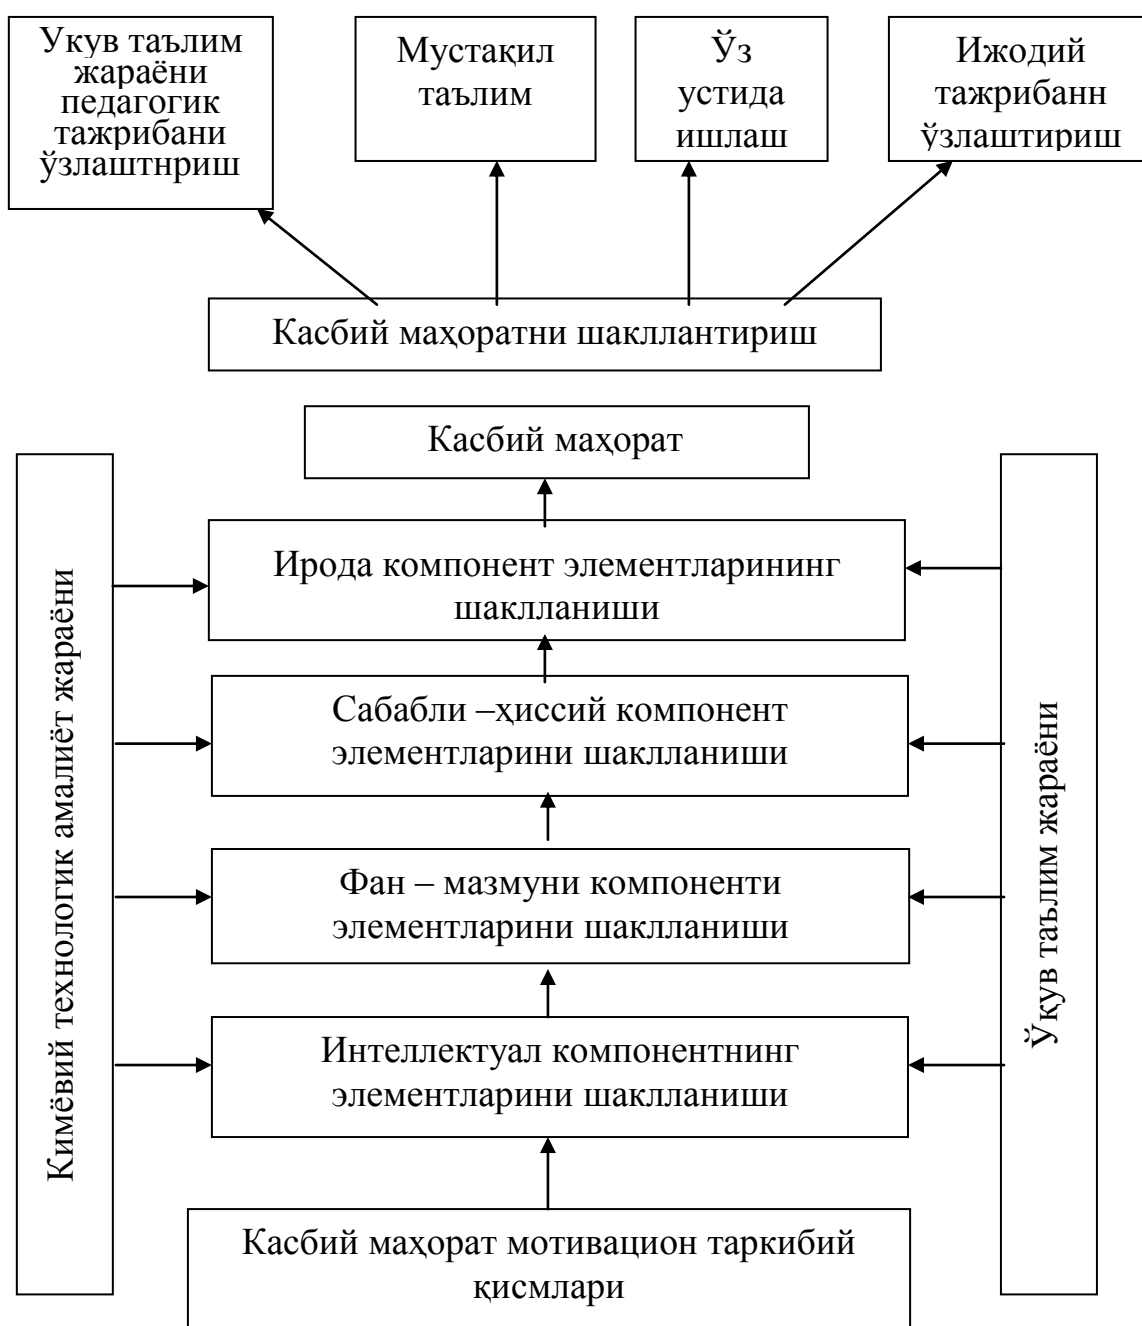 Укув таълим
жараёни
педагогик
тажрибани
ўзлаштнриш
Мустақил
таълим
Ўз
устида
ишлаш
Ижодий
тажрибанн
ўзлаштириш
Касбий маҳоратни шакллантириш
Касбий маҳорат
Ирода компонент элементларининг
шаклланиши
Сабабли –ҳиссий компонент
элементларини шаклланиши
Фан – мазмуни компоненти
элементларини шаклланиши
Интеллектуал компонентнинг
элементларини шаклланиши
Касбий маҳорат мотивацион таркибий
қисмлари
Кимёвий технологик амалиёт жараёни
Ўқув таълим жараёни